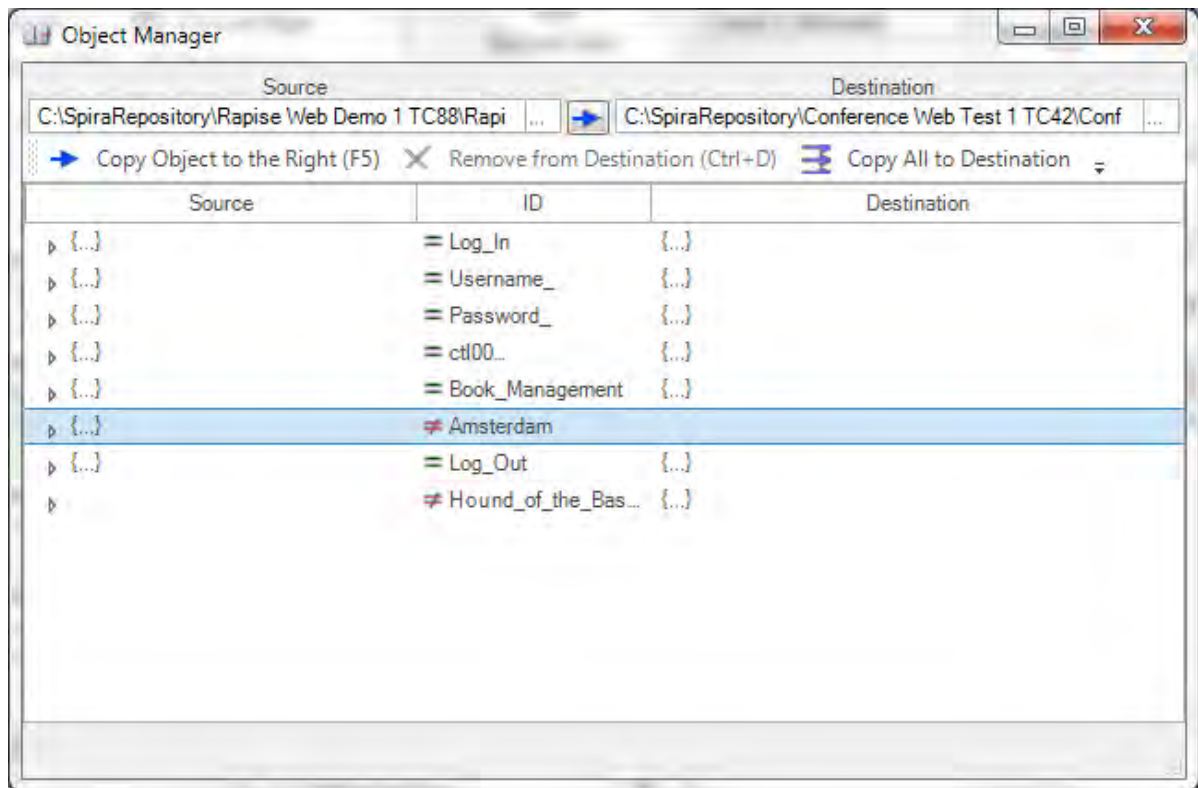 Object Manager
Source Destination
C:\SpiraRepository\Rapise Web Demo 1 TC88\Rapi ... C:\SpiraRepository\Conference Web Test 1 TC42\Conf ...
Copy Object to the Right (F5) Remove from Destination (Ctrl+D) Copy All to Destination
Source ID Destination
{...} = Log_In {...}
{...} = Username_ {...}
{...} = Password_ {...}
{...} = ctl00... {...}
{...} = Book_Management {...}
{...} ≠ Amsterdam
{...} = Log_Out {...}
≠ Hound_of_the_Bas... {...}